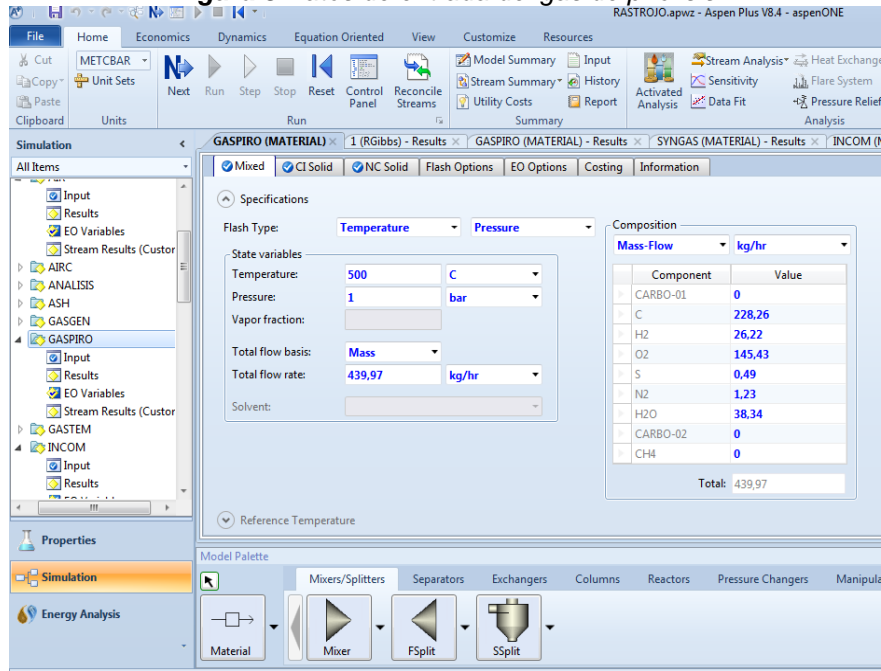 RASTROJO.apwz - Aspen Plus V8.4 - aspenONE
File Home Economics Dynamics Equation Oriented View Customize Resources
Cut METCBAR
Copy Unit Sets
Paste
Next Run Step Stop Reset Control Panel Reconcile Streams
Model Summary Input
Stream Summary History
Utility Costs Report
Activated Analysis
Stream Analysis Heat Exchange
Sensitivity Flare System
Data Fit Pressure Relief
Clipboard Units Run Summary Analysis
Simulation
All Items
Input
Results
EO Variables
Stream Results (Custor
AIRC
ANALISIS
ASH
GASGEN
GASPIRO
Input
Results
EO Variables
Stream Results (Custor
GASTEM
INCOM
Input
Results
Properties
Simulation
Energy Analysis
GASPIRO (MATERIAL) 1 (RGibbs) - Results GASPIRO (MATERIAL) - Results SYNGAS (MATERIAL) - Results INCOM (
Mixed CI Solid NC Solid Flash Options EO Options Costing Information
Specifications
Flash Type: Temperature Pressure
State variables
Temperature: 500 C
Pressure: 1 bar
Vapor fraction:
Total flow basis: Mass
Total flow rate: 439,97 kg/hr
Solvent:
Reference Temperature
Composition
Mass-Flow kg/hr
Component Value
CARBO-01 0
C 228,26
H2 26,22
O2 145,43
S 0,49
N2 1,23
H2O 38,34
CARBO-02 0
CH4 0
Total: 439,97
Model Palette
Mixers/Splitters Separators Exchangers Columns Reactors Pressure Changers Manipula
Material Mixer FSplit SSplit